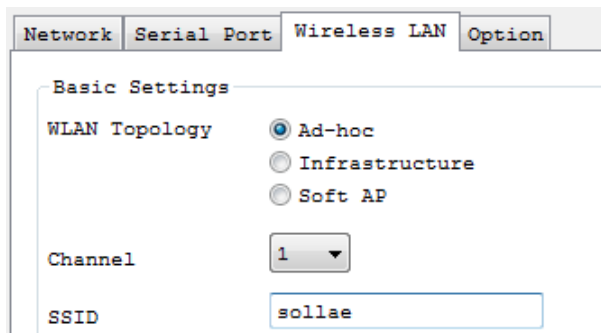 Network Serial Port Wireless LAN Option
Basic Settings
WLAN Topology Ad-hoc
Infrastructure
Soft AP
Channel 1
SSID sollae